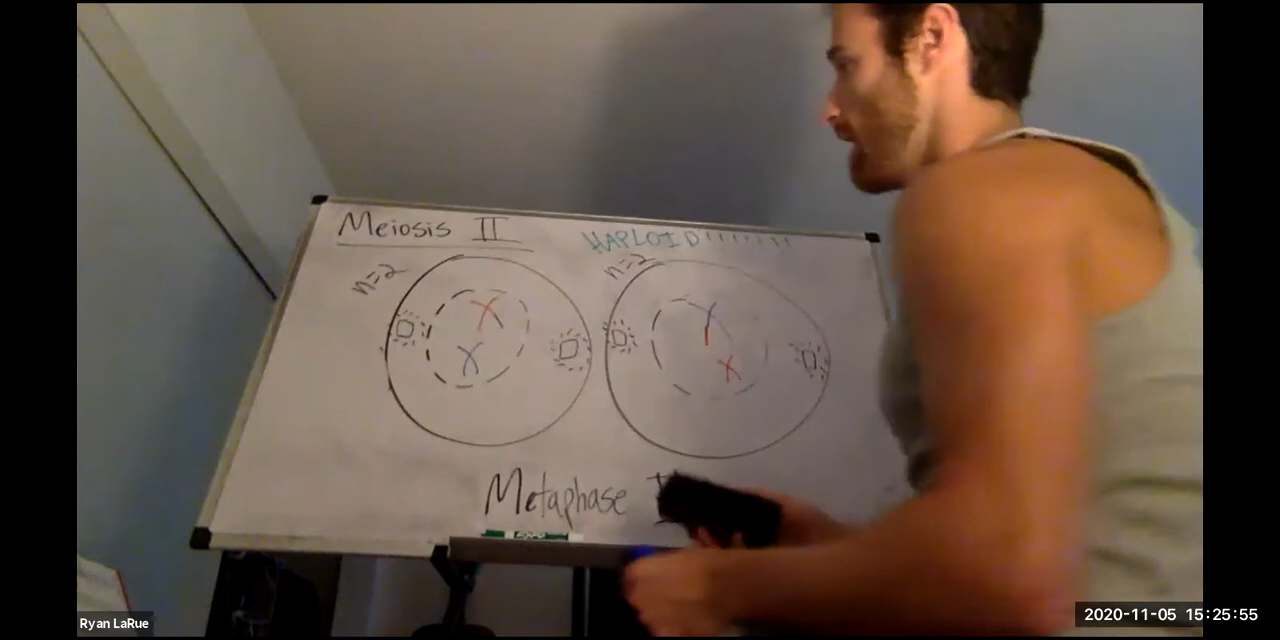 Meiosis II
HAPLOID!!!!!!!
n=2
n=2
Metaphase
Ryan LaRue
2020-11-05 15:25:55